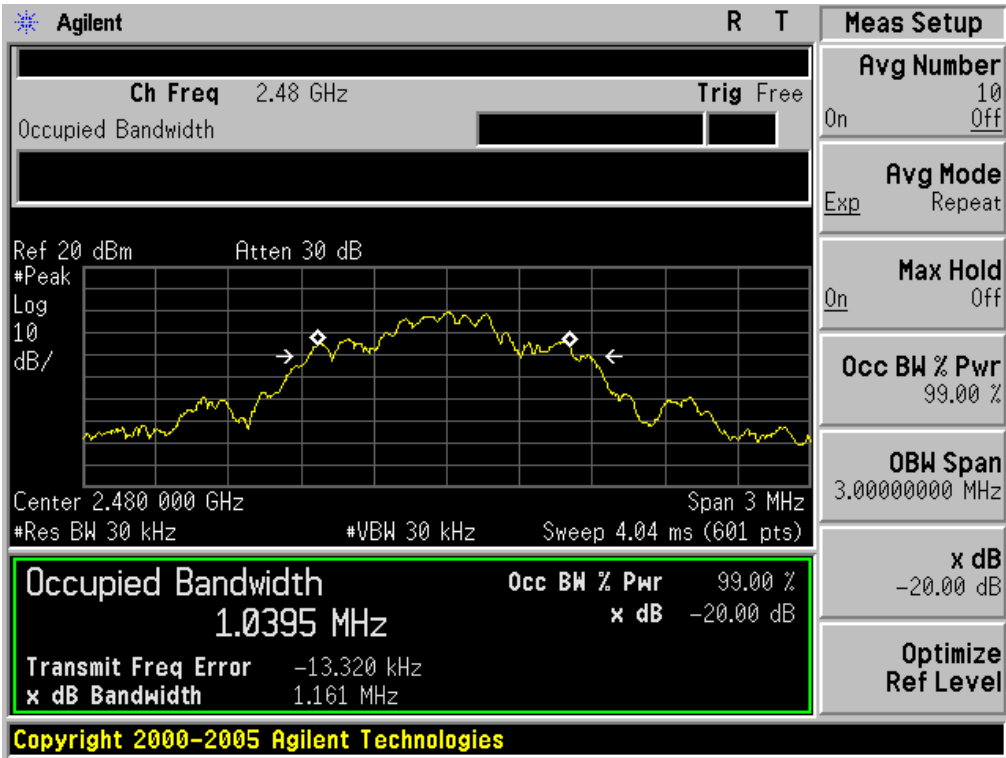 Agilent R T
Meas Setup
Ch Freq 2.48 GHz Trig Free
Occupied Bandwidth
Ref 20 dBm Atten 30 dB
#Peak
Log
10
dB/
Center 2.480 000 GHz Span 3 MHz
#Res BW 30 kHz #VBW 30 kHz Sweep 4.04 ms (601 pts)
Occupied Bandwidth Occ BW % Pwr 99.00 %
1.0395 MHz x dB -20.00 dB
Transmit Freq Error -13.320 kHz
x dB Bandwidth 1.161 MHz
Copyright 2000-2005 Agilent Technologies
Avg Number
10
On Off
Avg Mode
Exp Repeat
Max Hold
On Off
Occ BW % Pwr
99.00 %
OBW Span
3.00000000 MHz
x dB
-20.00 dB
Optimize
Ref Level